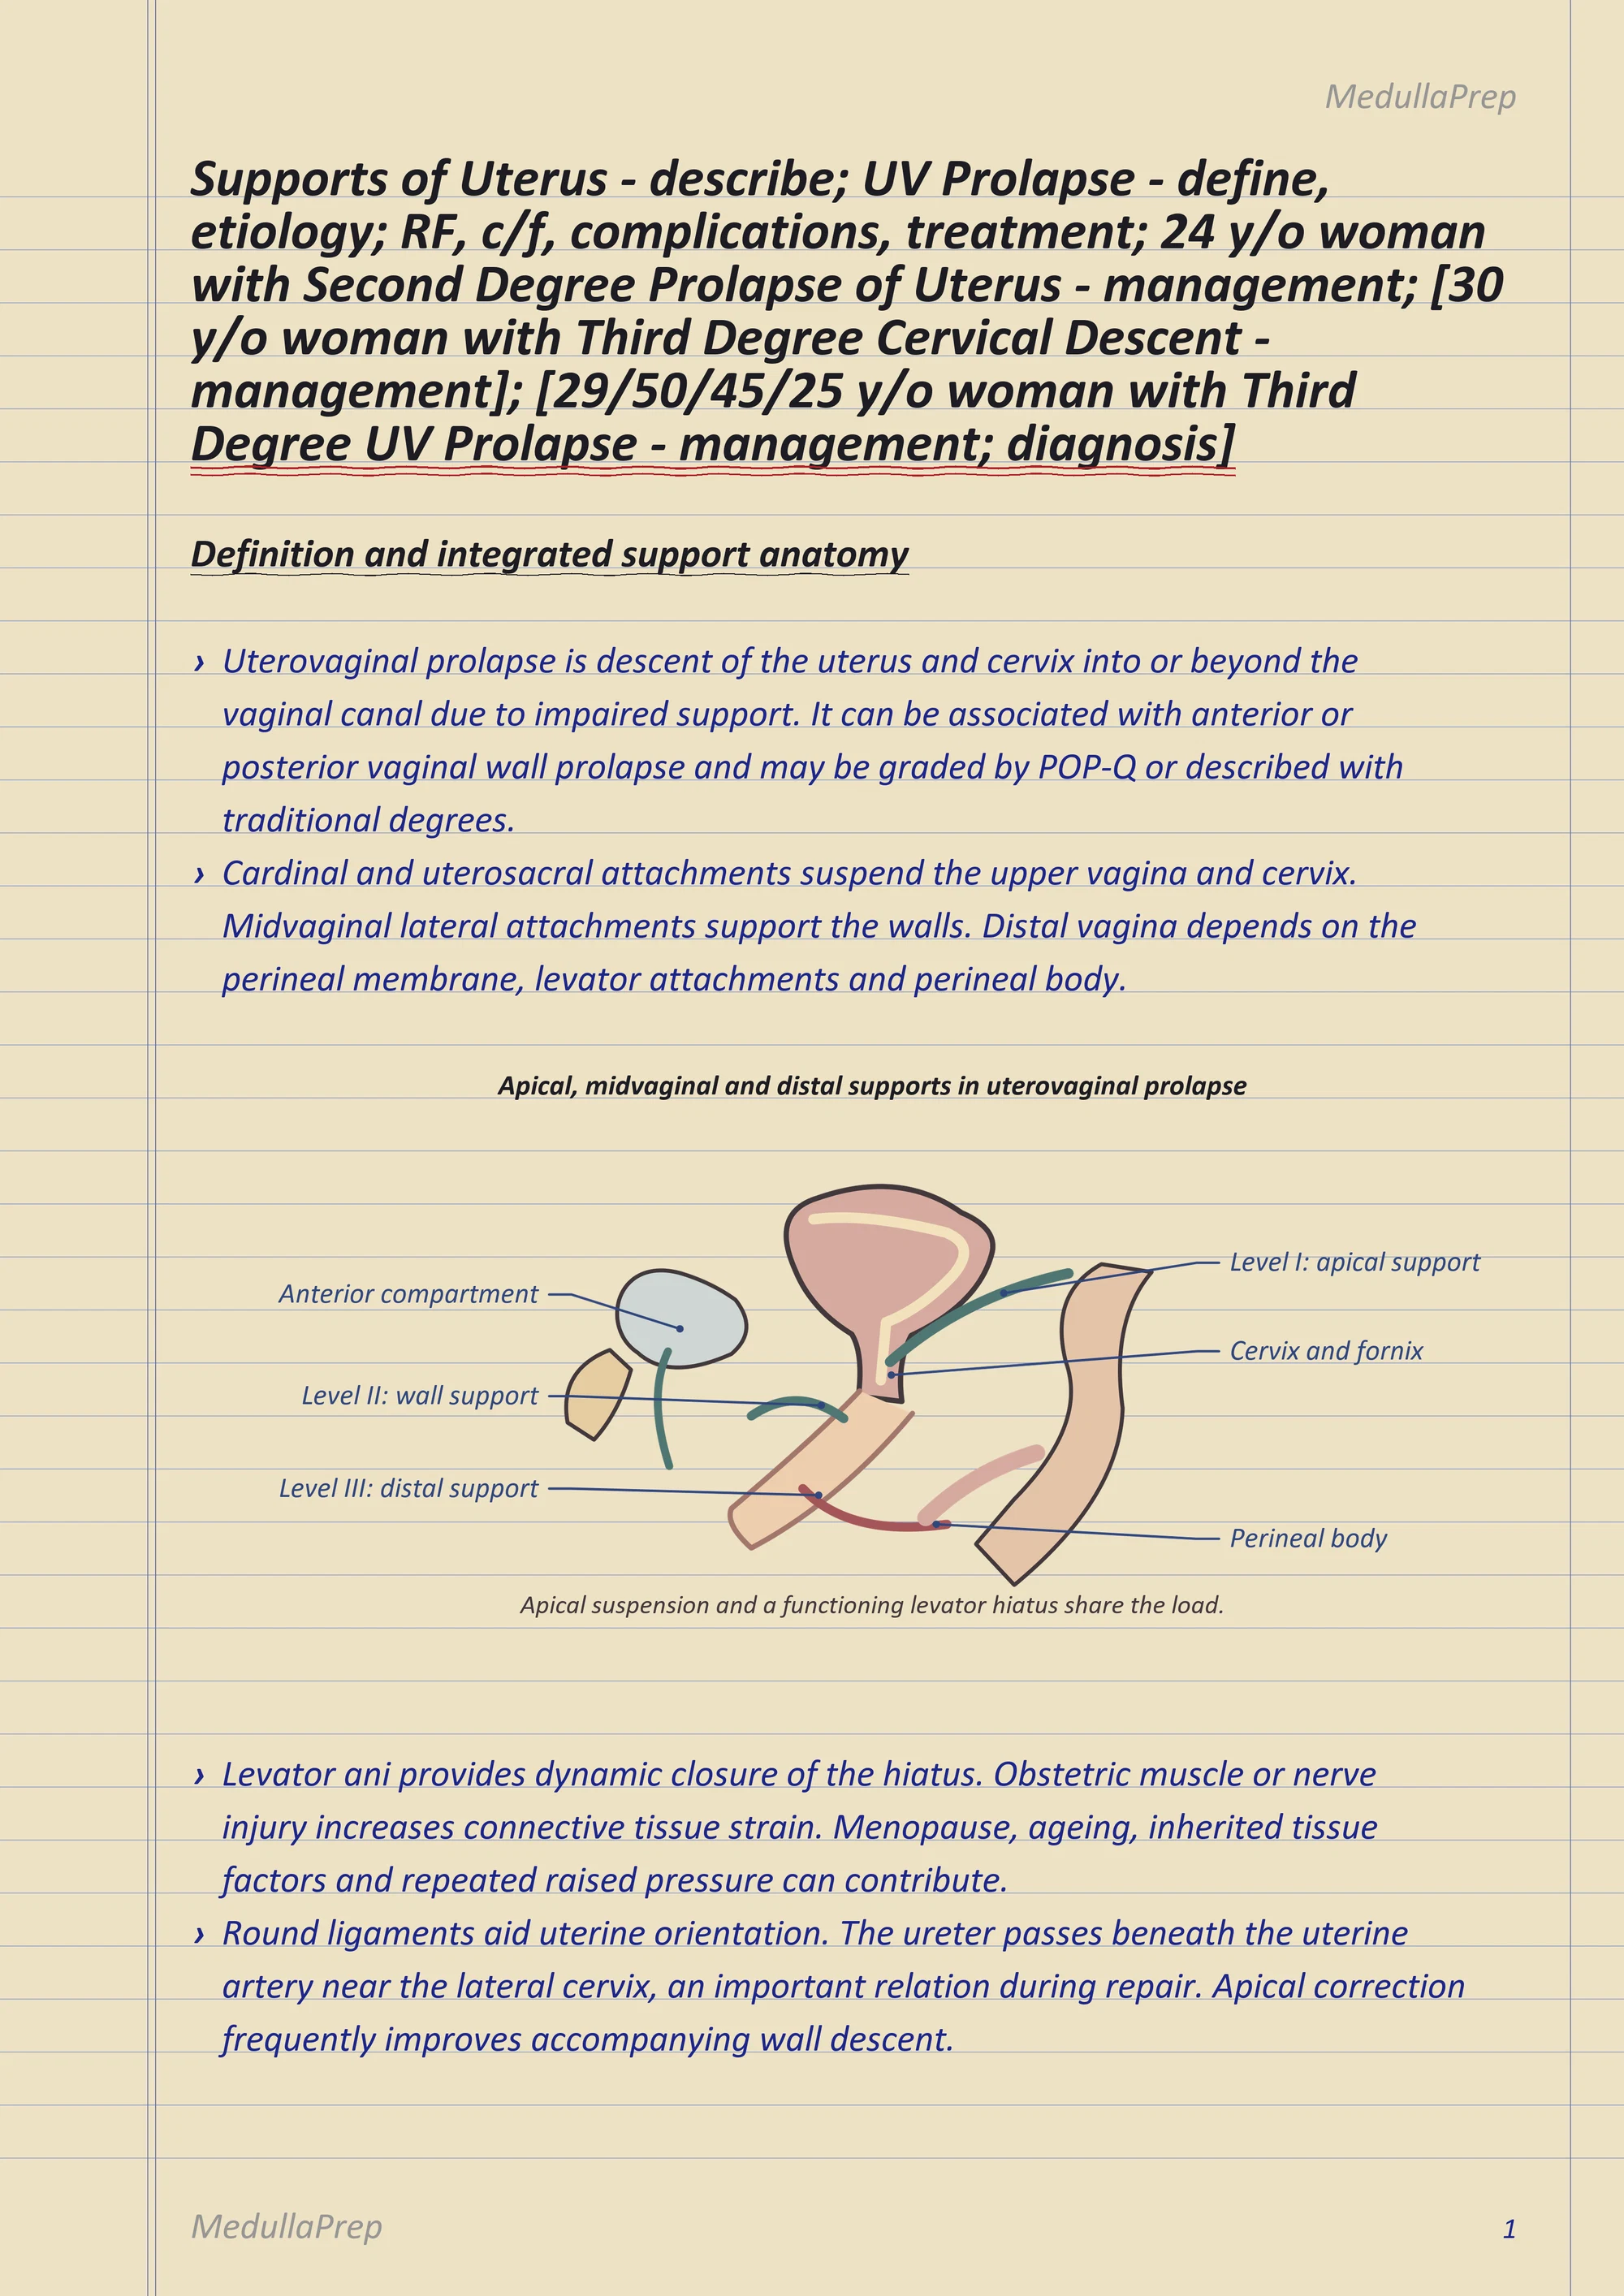 MedullaPrep
Supports of Uterus - describe; UV Prolapse - define,
etiology; RF, c/f, complications, treatment; 24 y/o woman
with Second Degree Prolapse of Uterus - management; [30
y/o woman with Third Degree Cervical Descent -
management]; [29/50/45/25 y/o woman with Third
Degree UV Prolapse - management; diagnosis]
Definition and integrated support anatomy
› Uterovaginal prolapse is descent of the uterus and cervix into or beyond the
vaginal canal due to impaired support. It can be associated with anterior or
posterior vaginal wall prolapse and may be graded by POP-Q or described with
traditional degrees.
› Cardinal and uterosacral attachments suspend the upper vagina and cervix.
Midvaginal lateral attachments support the walls. Distal vagina depends on the
perineal membrane, levator attachments and perineal body.
Apical, midvaginal and distal supports in uterovaginal prolapse
Level I: apical support
Anterior compartment
Cervix and fornix
Level II: wall support
Level III: distal support
Perineal body
Apical suspension and a functioning levator hiatus share the load.
› Levator ani provides dynamic closure of the hiatus. Obstetric muscle or nerve
injury increases connective tissue strain. Menopause, ageing, inherited tissue
factors and repeated raised pressure can contribute.
› Round ligaments aid uterine orientation. The ureter passes beneath the uterine
artery near the lateral cervix, an important relation during repair. Apical correction
frequently improves accompanying wall descent.
MedullaPrep
1